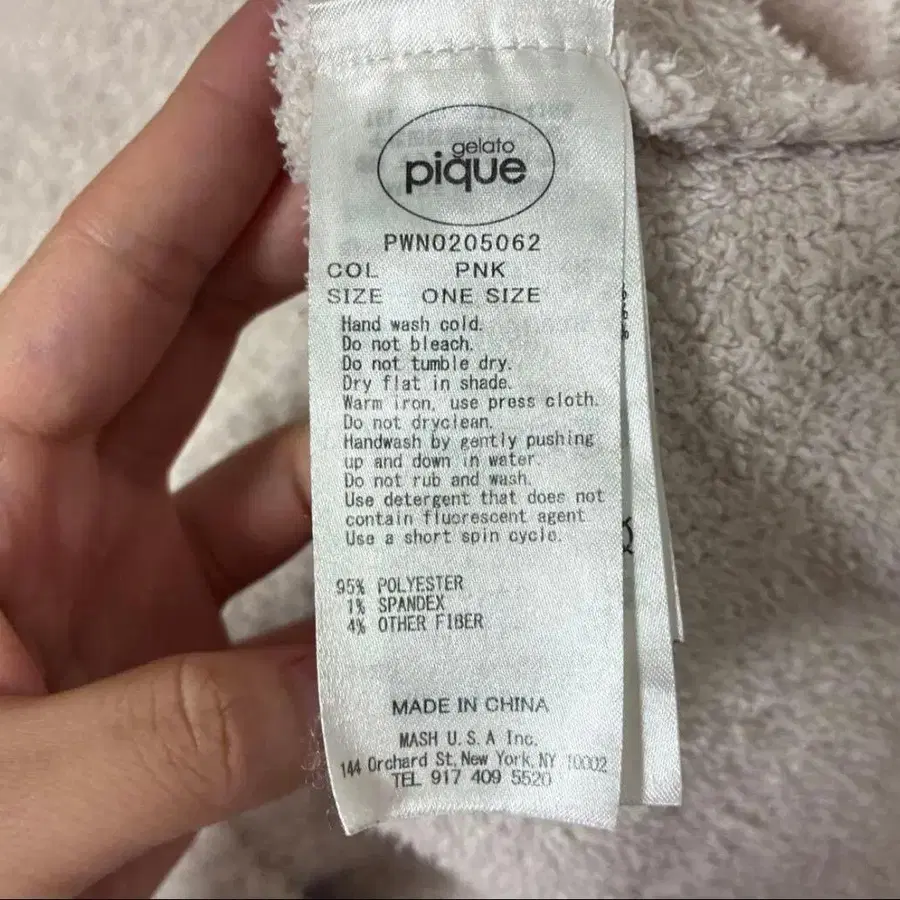 gelato
pique
PWNO205062
COL PNK
SIZE ONE SIZE
Hand wash cold.
Do not bleach.
Do not tumble dry.
Dry flat in shade.
Warm iron, use press cloth.
Do not dryclean.
Handwash by gently pushing
up and down in water.
Do not rub and wash.
Use detergent that does not
contain fluorescent agent.
Use a short spin cycle.
95% POLYESTER
1% SPANDEX
4% OTHER FIBER
MADE IN CHINA
MASH U.S.A Inc.
144 Orchard St, New York, NY 10002
TEL 917 409 5520